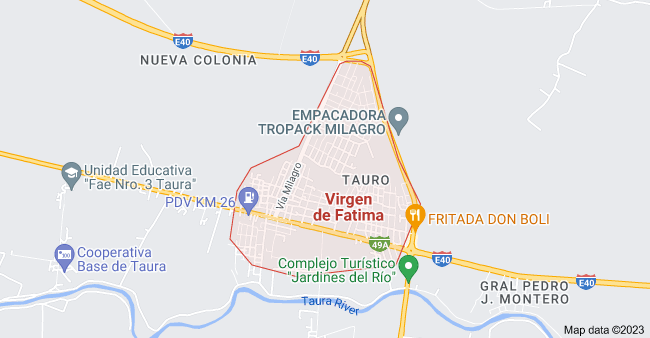 E40
NUEVA COLONIA
E40
E40
EMPACADORA
TROPACK MILAGRO
Unidad Educativa
"Fae Nro. 3 Taura"
Vía Milagro
TAURO
PDV KM 26
Virgen
de Fatima
FRITADA DON BOLI
49A
Cooperativa
Base de Taura
Complejo Turístico
"Jardines del Río"
E40
E40
GRAL PEDRO
J. MONTERO
Taura River
Map data ©2023